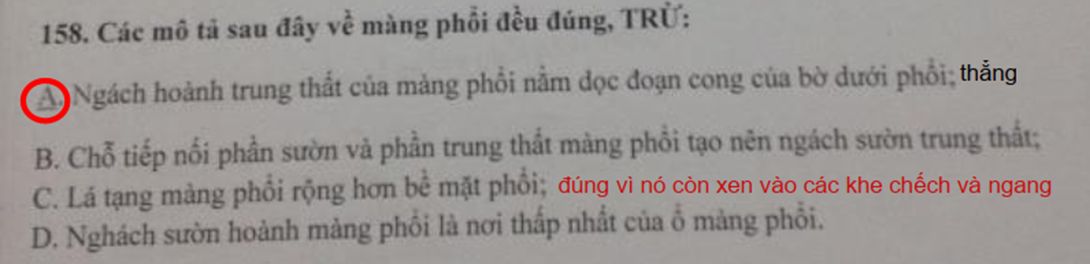 158. Các mô tả sau đây về màng phổi đều đúng, TRỪ:
A. Ngách hoành trung thất của màng phổi nằm dọc đoạn cong của bờ dưới phổi; thẳng
B. Chỗ tiếp nối phần sườn và phần trung thất màng phổi tạo nên ngách sườn trung thất;
C. Lá tạng màng phổi rộng hơn bề mặt phổi; đúng vì nó còn xen vào các khe chếch và ngang
D. Nghách sườn hoành màng phổi là nơi thấp nhất của ổ màng phổi.